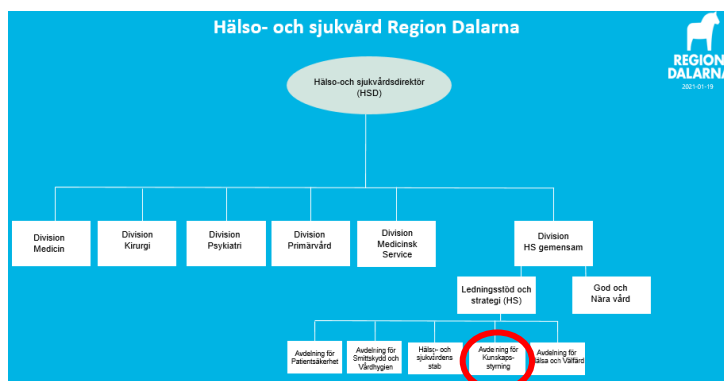 Hälso- och sjukvård Region Dalarna
REGION
DALARNA
2021-01-19
Hälso-och sjukvårdsdirektör
(HSD)
Division
Medicin
Division
Kirurgi
Division
Psykiatri
Division
Primärvård
Division
Medicinsk
Service
Division
HS gemensam
Ledningsstöd och
strategi (HS)
God och
Nära vård
Avdelning för
Patientsäkerhet
Avdelning för
Smittskydd och
Vårdhygien
Hälso- och
sjukvårdens
stab
Avdelning för
Kunskaps-
styrning
Avdelning för
Hälsa och Välfärd